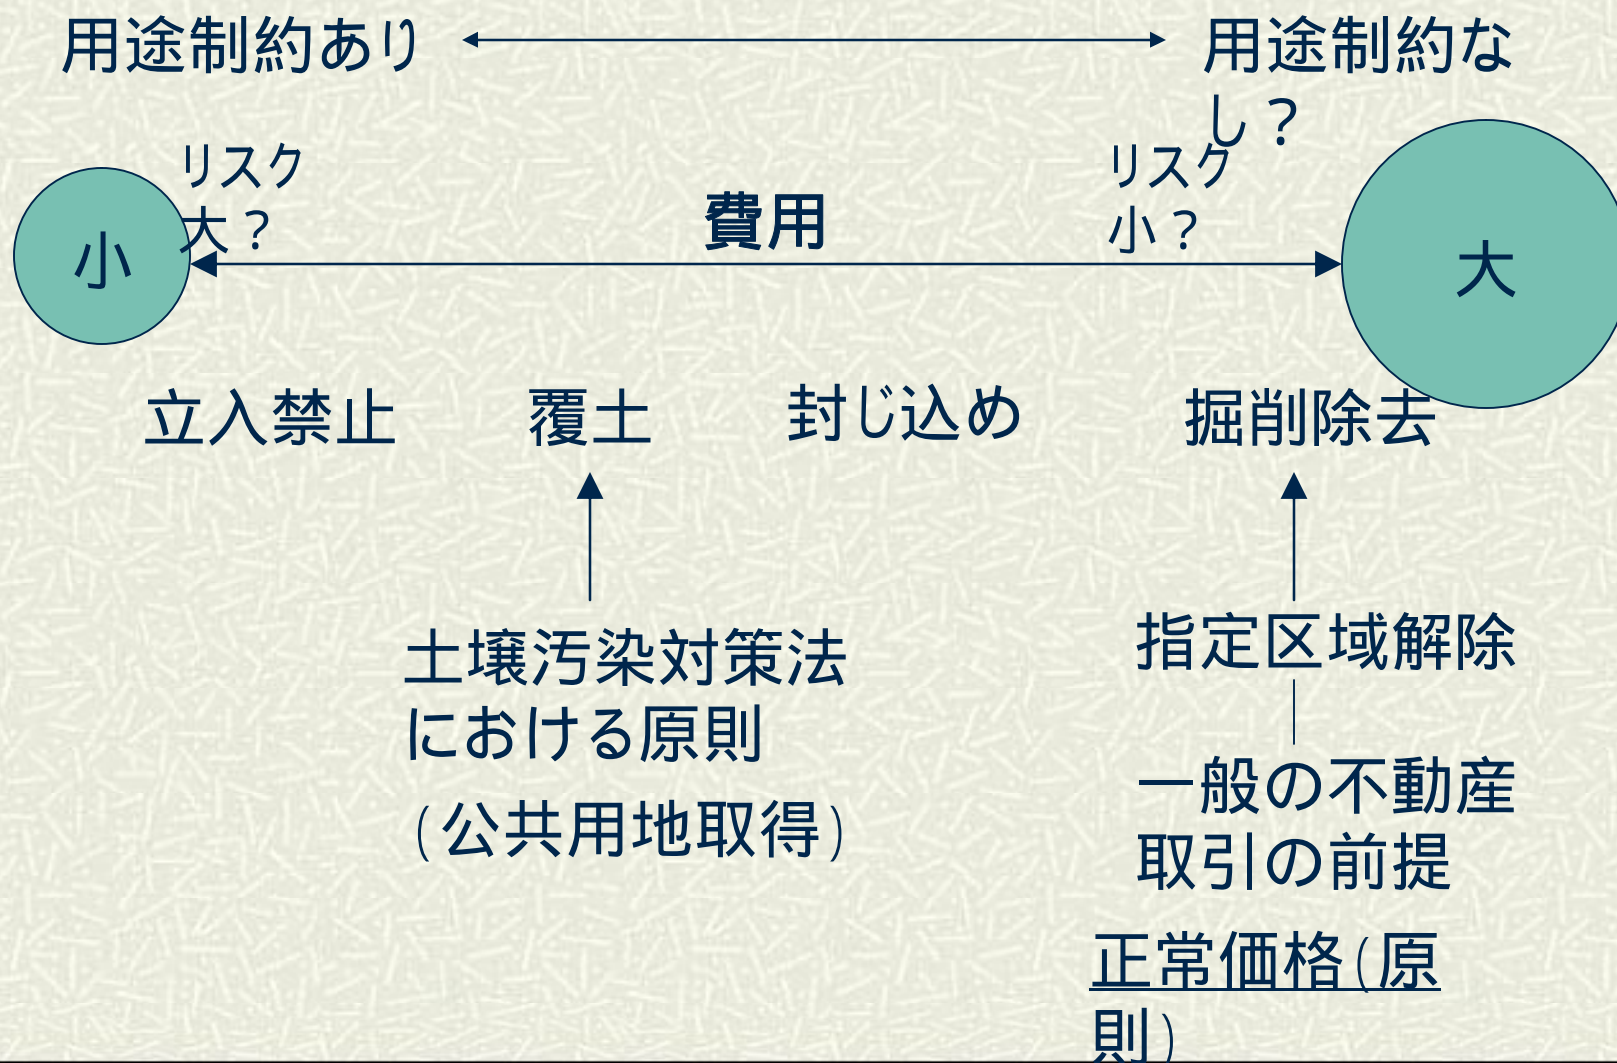 用途制約あり
用途制約な
し？
リスク
大？
リスク
小？
費用
小
大
立入禁止
覆土
封じ込め
掘削除去
土壌汚染対策法
における原則
（公共用地取得）
指定区域解除
一般の不動産
取引の前提
正常価格（原
則）